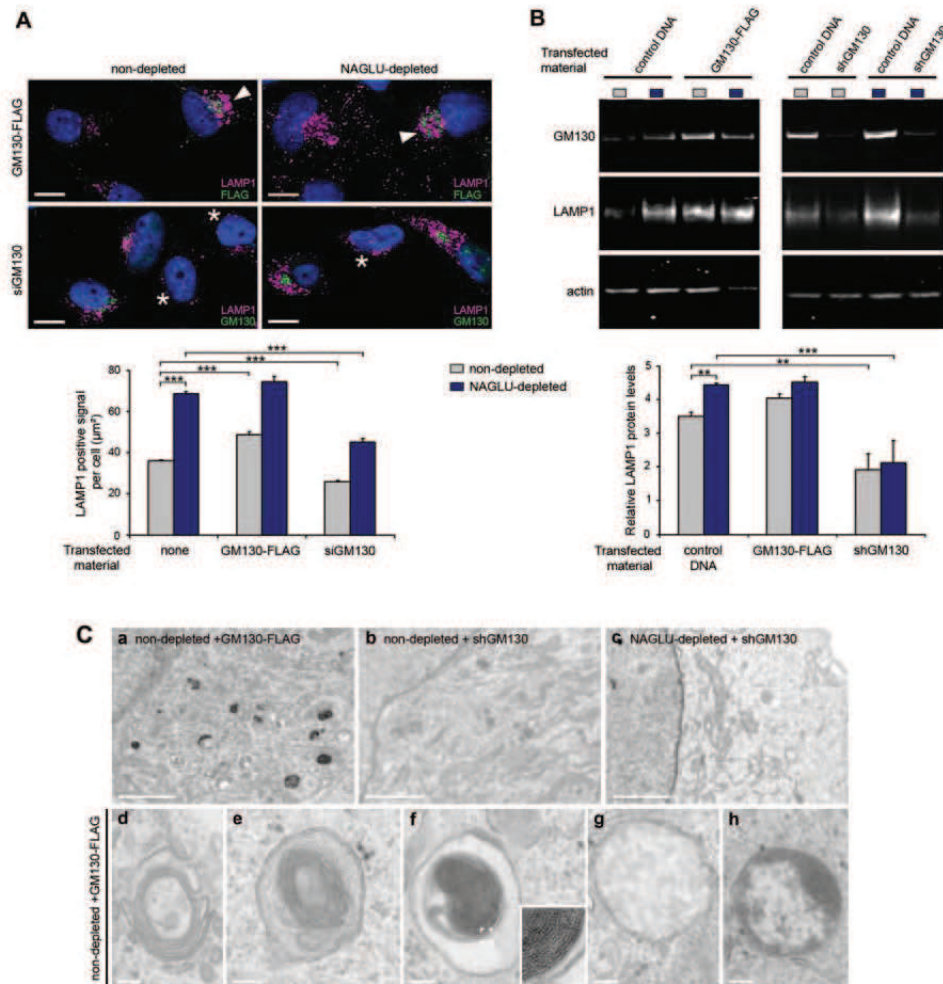 A
non-depleted
NAGLU-depleted
GM130-FLAG
LAMP1
FLAG
LAMP1
FLAG
siGM130
*
*
*
LAMP1
GM130
LAMP1
GM130
LAMP1 positive signal
per cell (µm²)
80
60
40
20
0
***
***
***
***
Transfected
material
none
GM130-FLAG
siGM130
non-depleted
NAGLU-depleted
B
Transfected
material
control DNA
GM130-FLAG
control DNA
shGM130
control DNA
shGM130
GM130
LAMP1
actin
Relative LAMP1 protein levels
5
4
3
2
1
0
**
**
***
Transfected
material
control
DNA
GM130-FLAG
shGM130
C
a non-depleted +GM130-FLAG
b non-depleted + shGM130
c NAGLU-depleted + shGM130
non-depleted +GM130-FLAG
d
e
f
g
h